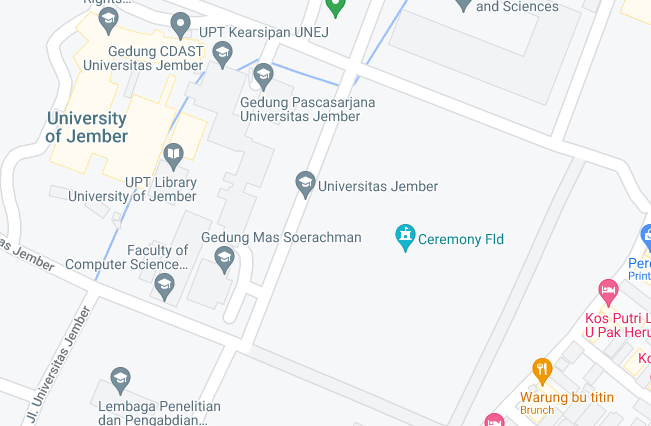 Rights...
and Sciences
UPT Kearsipan UNEJ
Gedung CDAST
Universitas Jember
Gedung Pascasarjana
Universitas Jember
University
of Jember
UPT Library
University of Jember
Universitas Jember
Gedung Mas Soerachman
Ceremony Fld
as Jember
Faculty of
Computer Science...
Pere
Print
Kos Putri L
U Pak Heru
Ko
Jl. Universitas Jember
Warung bu titin
Brunch
Lembaga Penelitian
dan Pengabdian...